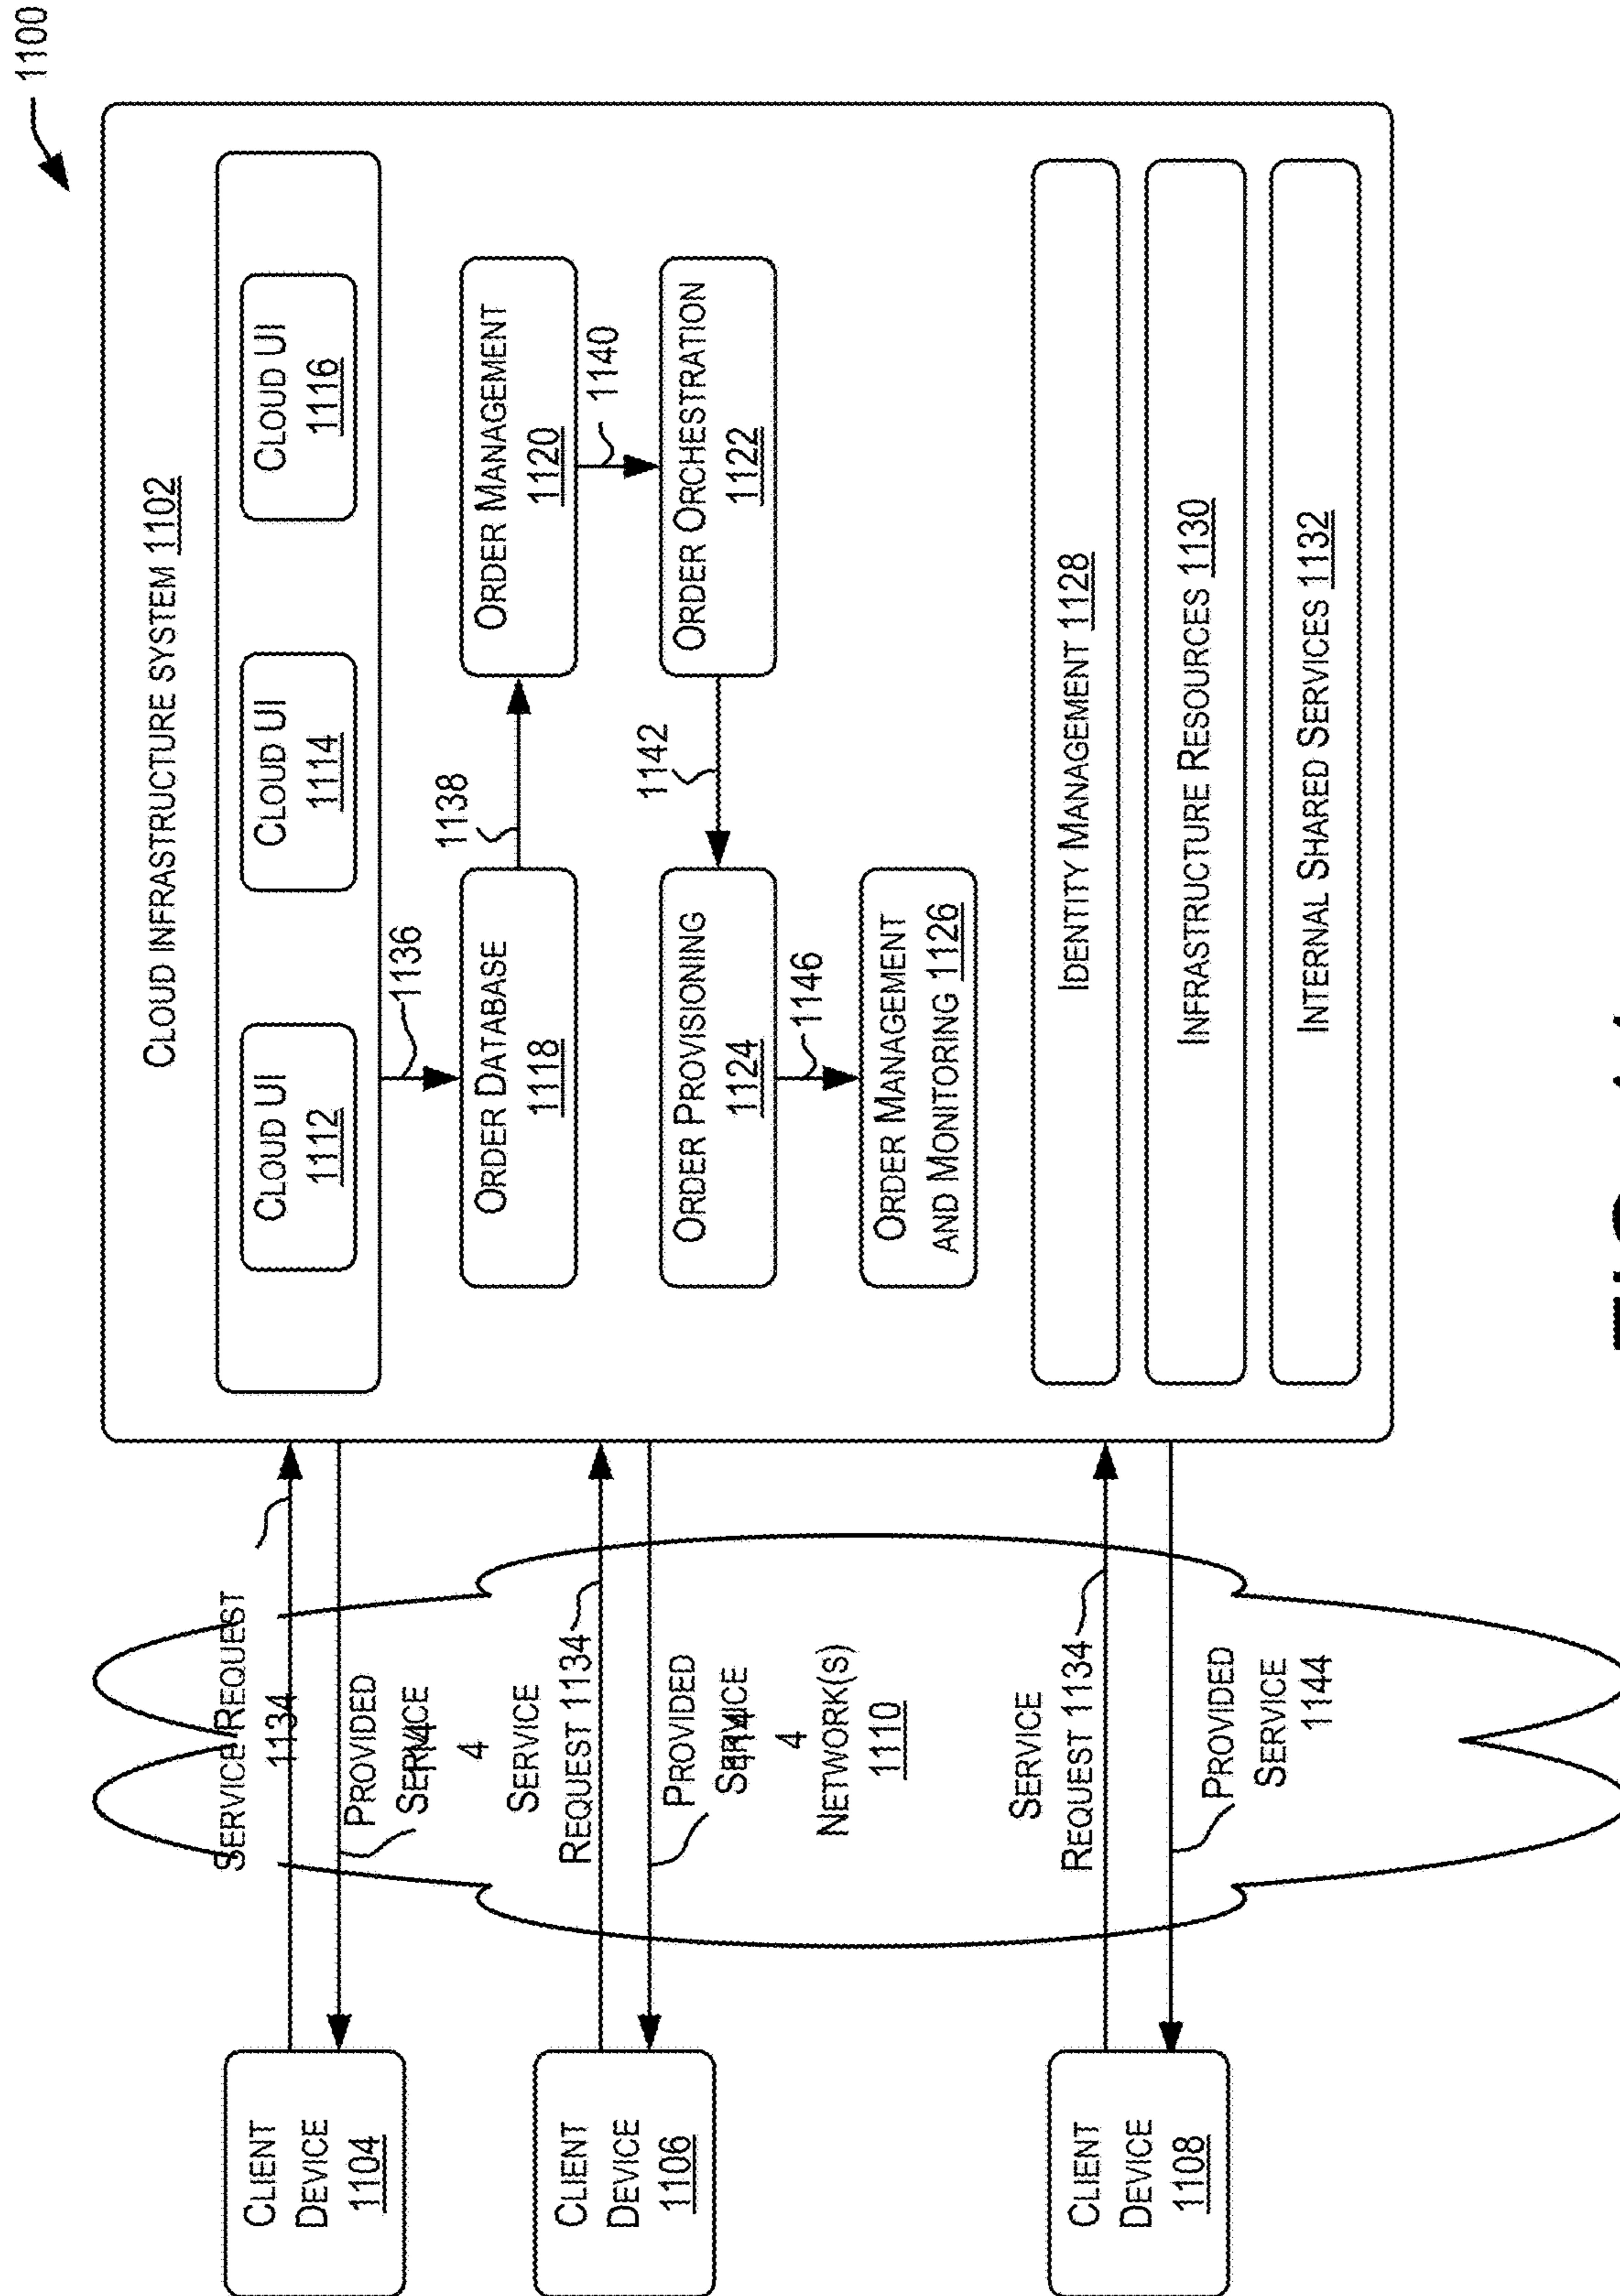 1100
Cloud infrastructure system 1102
Cloud UI
1112
Cloud UI
1114
Cloud UI
1116
1136
Order Database
1118
1138
Order Management
1120
1140
Order Provisioning
1124
1142
Order Orchestration
1122
1146
Order Management
and Monitoring 1126
Identity Management 1128
Infrastructure Resources 1130
Internal Shared Services 1132
Client
Device
1104
Service Request
1134
Provided
Service
4
Client
Device
1106
Service
Request 1134
Provided
Service
4
Network(s)
1110
Client
Device
1108
Service
Request 1134
Provided
Service
1144